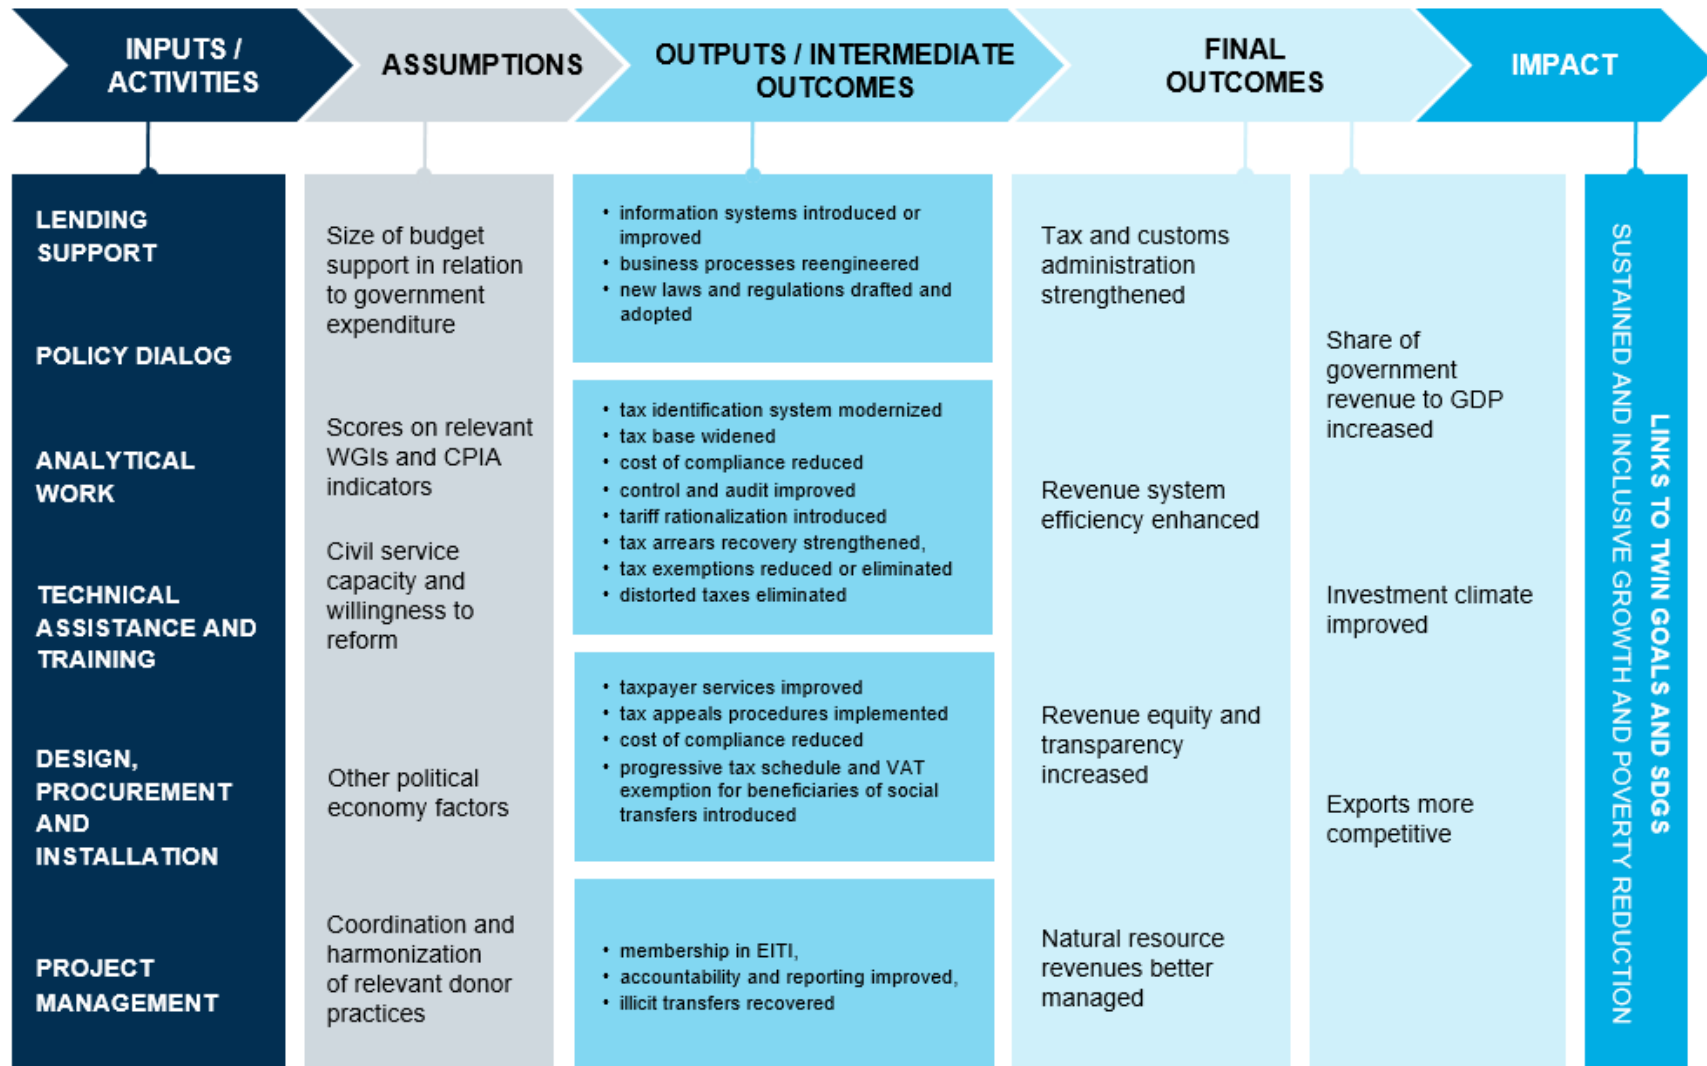 INPUTS /
ACTIVITIES
ASSUMPTIONS
OUTPUTS / INTERMEDIATE
OUTCOMES
FINAL
OUTCOMES
IMPACT
LENDING
SUPPORT
POLICY DIALOG
ANALYTICAL
WORK
TECHNICAL
ASSISTANCE AND
TRAINING
DESIGN,
PROCUREMENT
AND
INSTALLATION
PROJECT
MANAGEMENT
Size of budget
support in relation
to government
expenditure
Scores on relevant
WGIs and CPIA
indicators
Civil service
capacity and
willingness to
reform
Other political
economy factors
Coordination and
harmonization
of relevant donor
practices
• information systems introduced or
improved
• business processes reengineered
• new laws and regulations drafted and
adopted
• tax identification system modernized
• tax base widened
• cost of compliance reduced
• control and audit improved
• tariff rationalization introduced
• tax arrears recovery strengthened,
• tax exemptions reduced or eliminated
• distorted taxes eliminated
• taxpayer services improved
• tax appeals procedures implemented
• cost of compliance reduced
• progressive tax schedule and VAT
exemption for beneficiaries of social
transfers introduced
• membership in EITI,
• accountability and reporting improved,
• illicit transfers recovered
Tax and customs
administration
strengthened
Revenue system
efficiency enhanced
Revenue equity and
transparency
increased
Natural resource
revenues better
managed
Share of
government
revenue to GDP
increased
Investment climate
improved
Exports more
competitive
LINKS TO TWIN GOALS AND SDGS
SUSTAINED AND INCLUSIVE GROWTH AND POVERTY REDUCTION